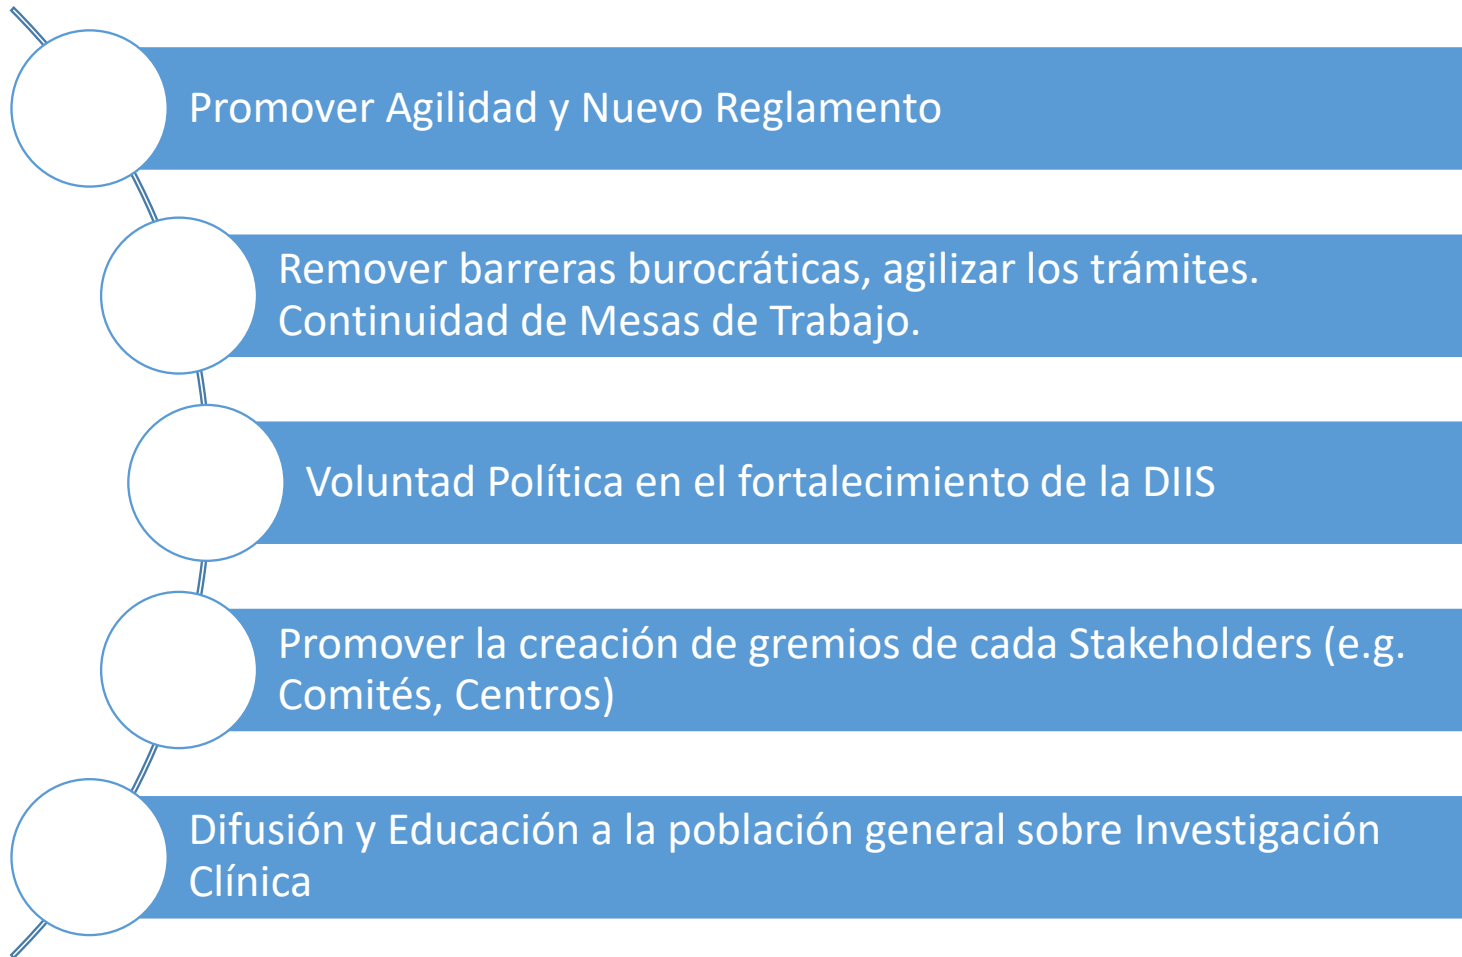 Promover Agilidad y Nuevo Reglamento
Remover barreras burocráticas, agilizar los trámites.
Continuidad de Mesas de Trabajo.
Voluntad Política en el fortalecimiento de la DIIS
Promover la creación de gremios de cada Stakeholders (e.g.
Comités, Centros)
Difusión y Educación a la población general sobre Investigación
Clínica